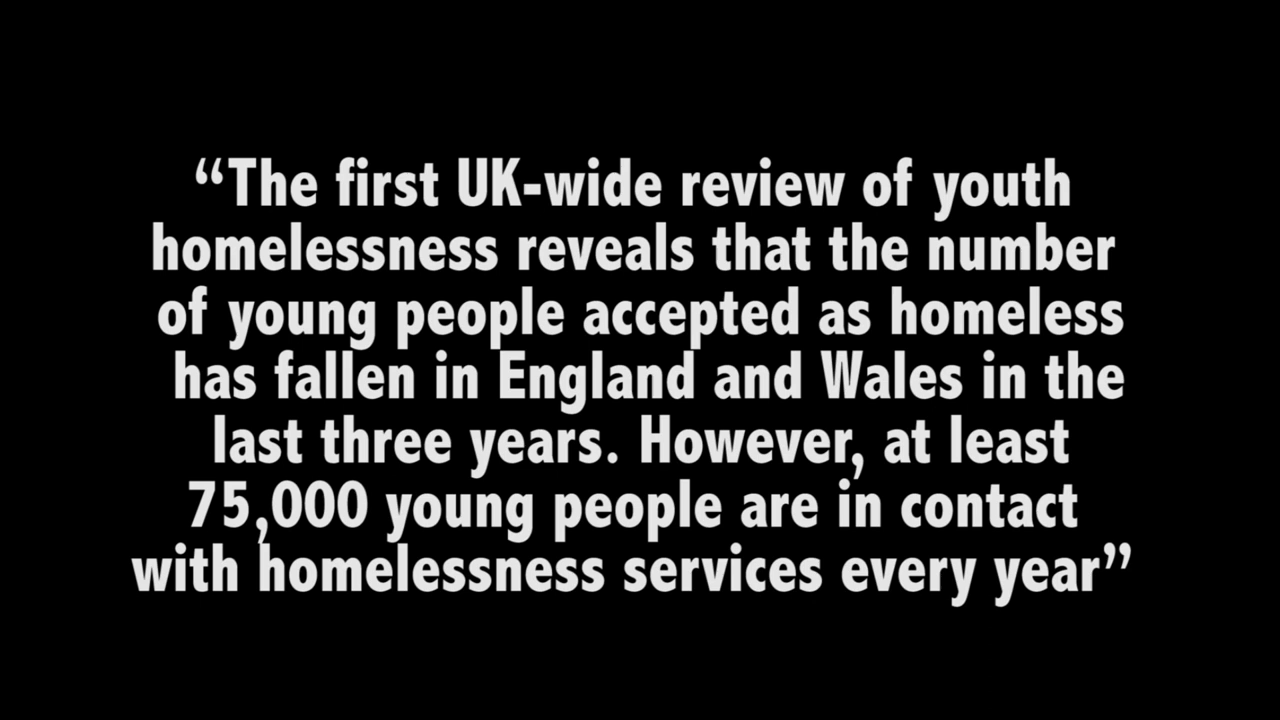 “The first UK-wide review of youth
homelessness reveals that the number
of young people accepted as homeless
has fallen in England and Wales in the
last three years. However, at least
75,000 young people are in contact
with homelessness services every year”